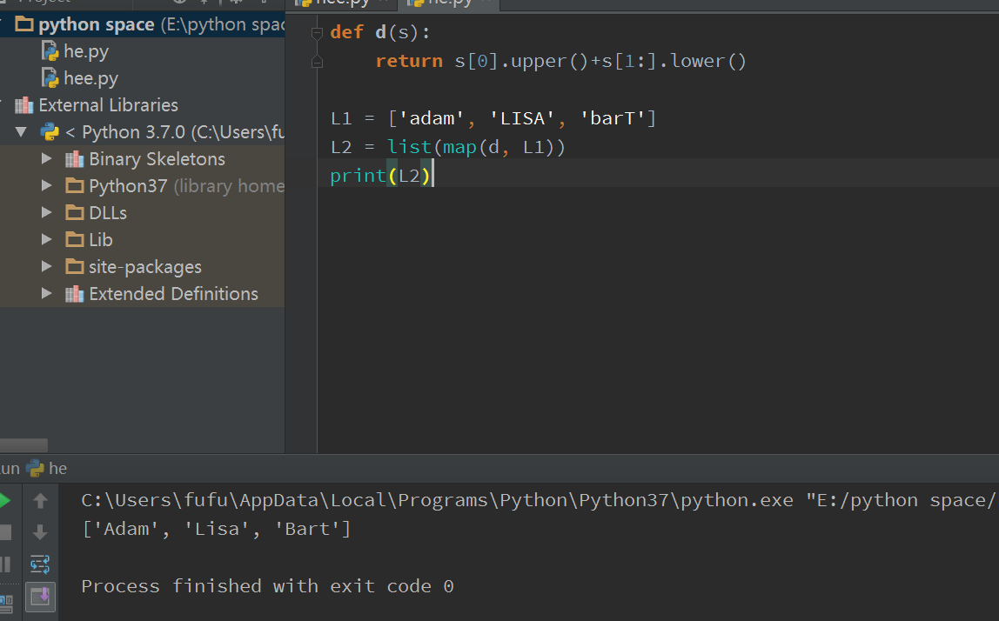 hee.py
he.py
python space (E:\python spac
he.py
hee.py
External Libraries
< Python 3.7.0 (C:\Users\fu
Binary Skeletons
Python37 (library home
DLLs
Lib
site-packages
Extended Definitions
def d(s):
return s[0].upper()+s[1:].lower()
L1 = ['adam', 'LISA', 'barT']
L2 = list(map(d, L1))
print(L2)
un he
C:\Users\fufu\AppData\Local\Programs\Python\Python37\python.exe "E:/python space/
['Adam', 'Lisa', 'Bart']
Process finished with exit code 0